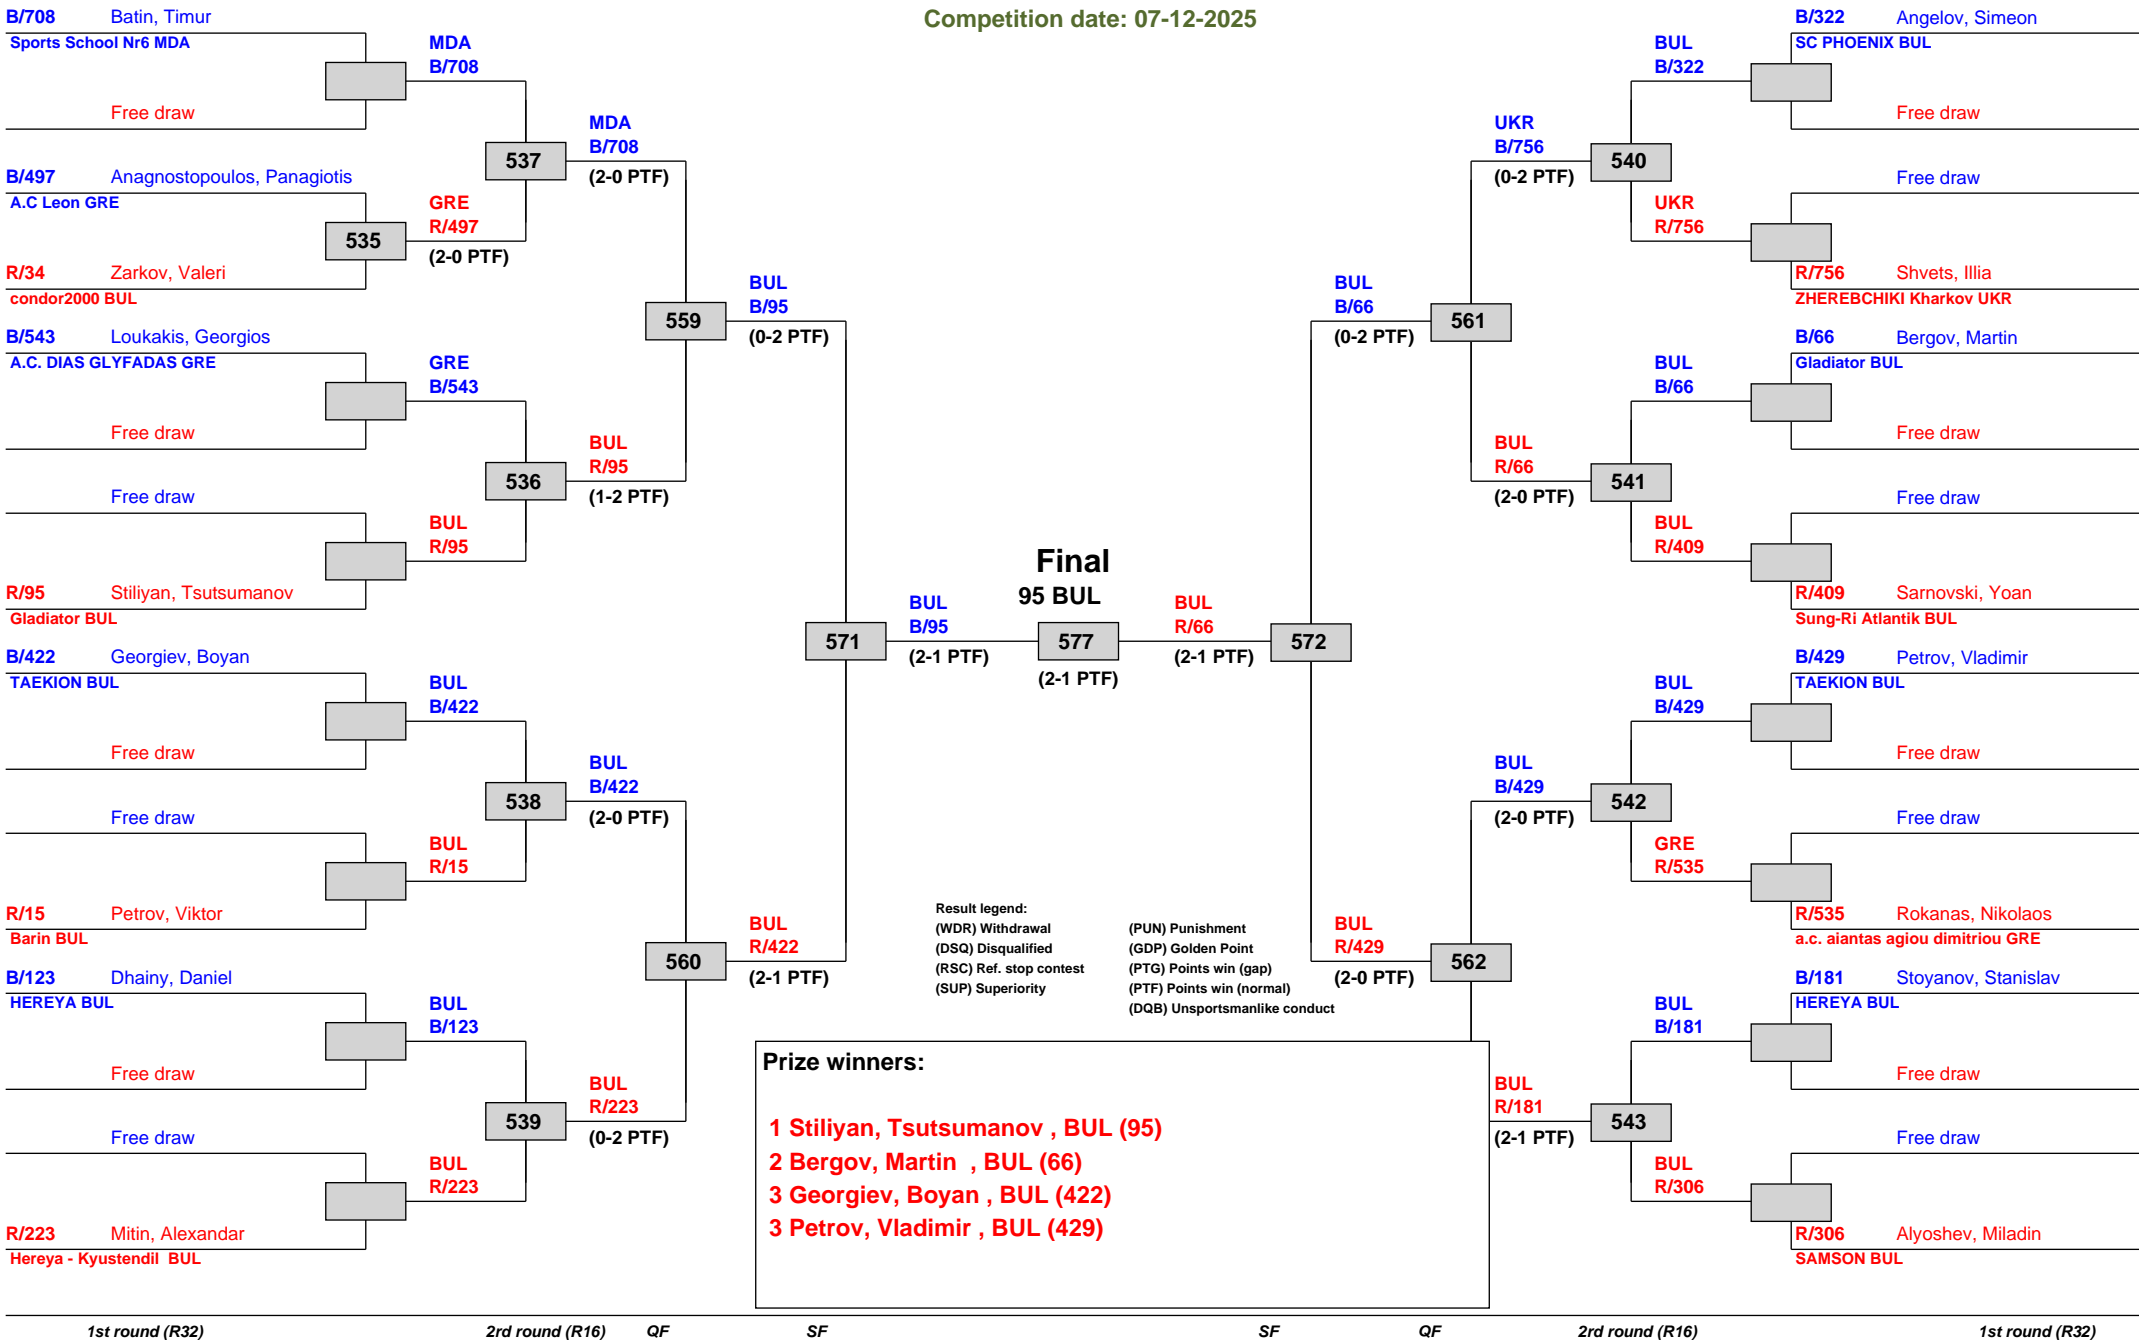 Competition date: 07-12-2025
B/708 Batin, Timur
Sports School Nr6 MDA
Free draw
B/497 Anagnostopoulos, Panagiotis
A.C Leon GRE
R/34 Zarkov, Valeri
condor2000 BUL
B/543 Loukakis, Georgios
A.C. DIAS GLYFADAS GRE
Free draw
Free draw
R/95 Stiliyan, Tsutsumanov
Gladiator BUL
B/422 Georgiev, Boyan
TAEKION BUL
Free draw
Free draw
R/15 Petrov, Viktor
Barin BUL
B/123 Dhainy, Daniel
HEREYA BUL
Free draw
Free draw
R/223 Mitin, Alexandar
Hereya - Kyustendil BUL
MDA
B/708
535
GRE
R/497
(2-0 PTF)
GRE
B/543
BUL
R/95
BUL
B/422
BUL
R/15
BUL
B/123
BUL
R/223
537
MDA
B/708
(2-0 PTF)
536
BUL
R/95
(1-2 PTF)
538
BUL
B/422
(2-0 PTF)
539
BUL
R/223
(0-2 PTF)
559
BUL
B/95
(0-2 PTF)
560
BUL
R/422
(2-1 PTF)
571
BUL
B/95
(2-1 PTF)
Final
95 BUL
577
(2-1 PTF)
BUL
R/66
(2-1 PTF)
572
BUL
B/66
(0-2 PTF)
561
BUL
R/429
(2-0 PTF)
562
UKR
B/756
(0-2 PTF)
540
BUL
R/66
(2-0 PTF)
541
BUL
B/429
(2-0 PTF)
542
BUL
R/181
(2-1 PTF)
543
BUL
B/322
UKR
R/756
BUL
B/66
BUL
R/409
BUL
B/429
GRE
R/535
BUL
B/181
BUL
R/306
B/322 Angelov, Simeon
SC PHOENIX BUL
Free draw
Free draw
R/756 Shvets, Illia
ZHEREBCHIKI Kharkov UKR
B/66 Bergov, Martin
Gladiator BUL
Free draw
Free draw
R/409 Sarnovski, Yoan
Sung-Ri Atlantik BUL
B/429 Petrov, Vladimir
TAEKION BUL
Free draw
Free draw
R/535 Rokanas, Nikolaos
a.c. aiantas agiou dimitriou GRE
B/181 Stoyanov, Stanislav
HEREYA BUL
Free draw
Free draw
R/306 Alyoshev, Miladin
SAMSON BUL
Result legend:
(WDR) Withdrawal (PUN) Punishment
(DSQ) Disqualified (GDP) Golden Point
(RSC) Ref. stop contest (PTG) Points win (gap)
(SUP) Superiority (PTF) Points win (normal)
(DQB) Unsportsmanlike conduct
Prize winners:
1 Stiliyan, Tsutsumanov , BUL (95)
2 Bergov, Martin , BUL (66)
3 Georgiev, Boyan , BUL (422)
3 Petrov, Vladimir , BUL (429)
1st round (R32) 2rd round (R16) QF SF SF QF 2rd round (R16) 1st round (R32)